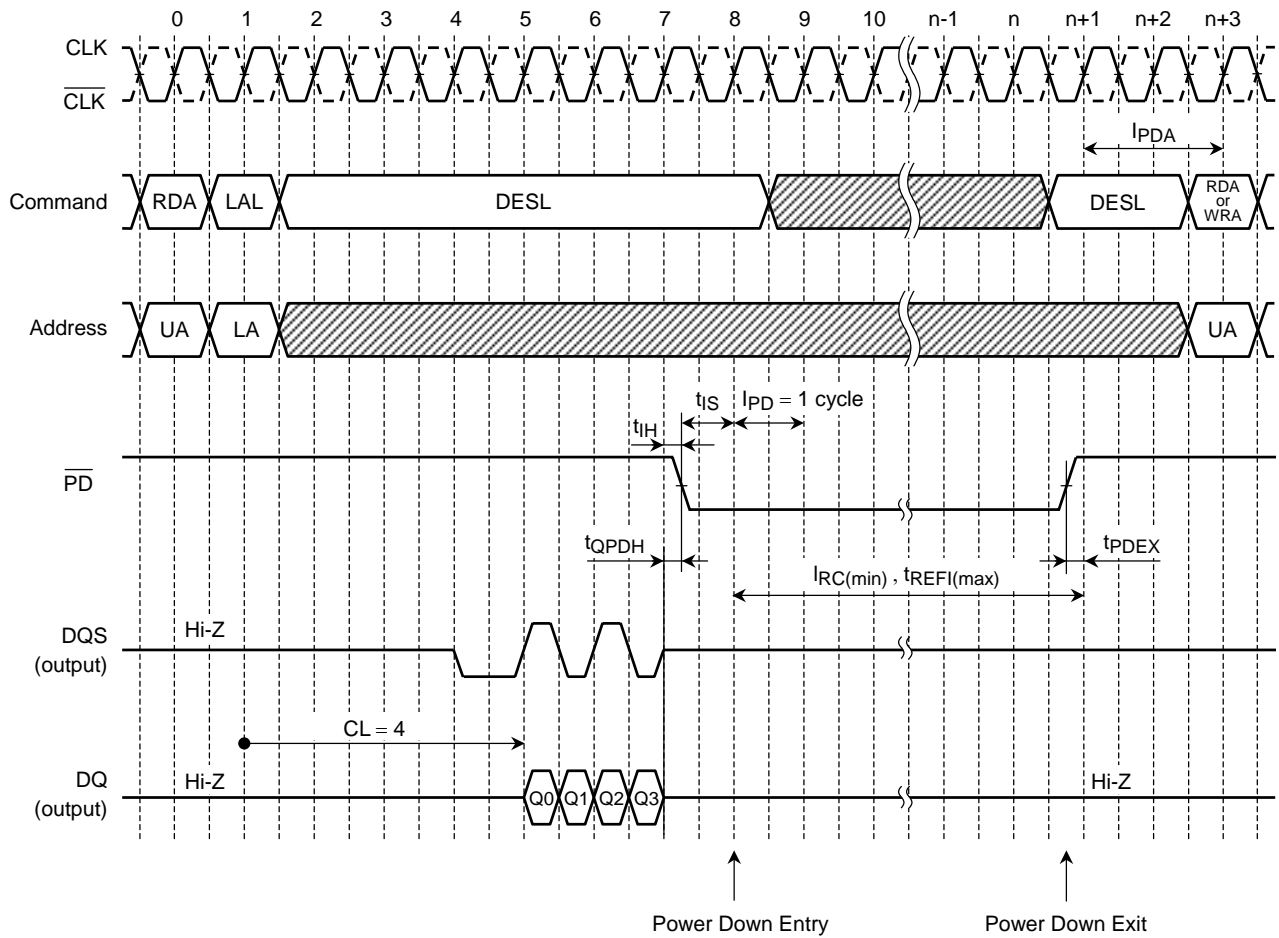 0 1 2 3 4 5 6 7 8 9 10 n-1 n n+1 n+2 n+3
CLK
CLK
IPDA
Command RDA LAL DESL DESL RDA or WRA
Address UA LA UA
tIS IPD = 1 cycle
tIH
PD
tQPDH tPDEX
IRC(min) , tREFI(max)
Hi-Z
DQS
(output)
CL = 4
DQ Hi-Z Hi-Z
(output) Q0 Q1 Q2 Q3
Power Down Entry Power Down Exit